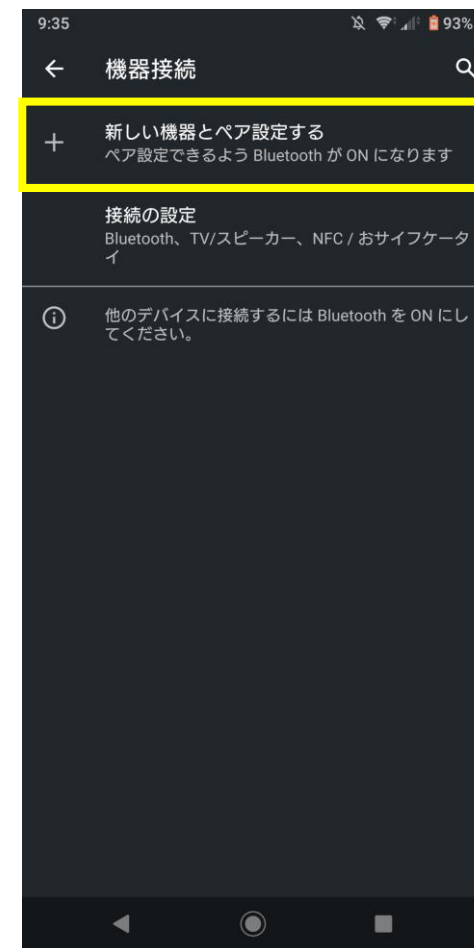 9:35 93%
機器接続
新しい機器とペア設定する
ペア設定できるよう Bluetooth が ON になります
接続の設定
Bluetooth、TV/スピーカー、NFC / おサイフケータ
イ
他のデバイスに接続するには Bluetooth を ON にし
てください。